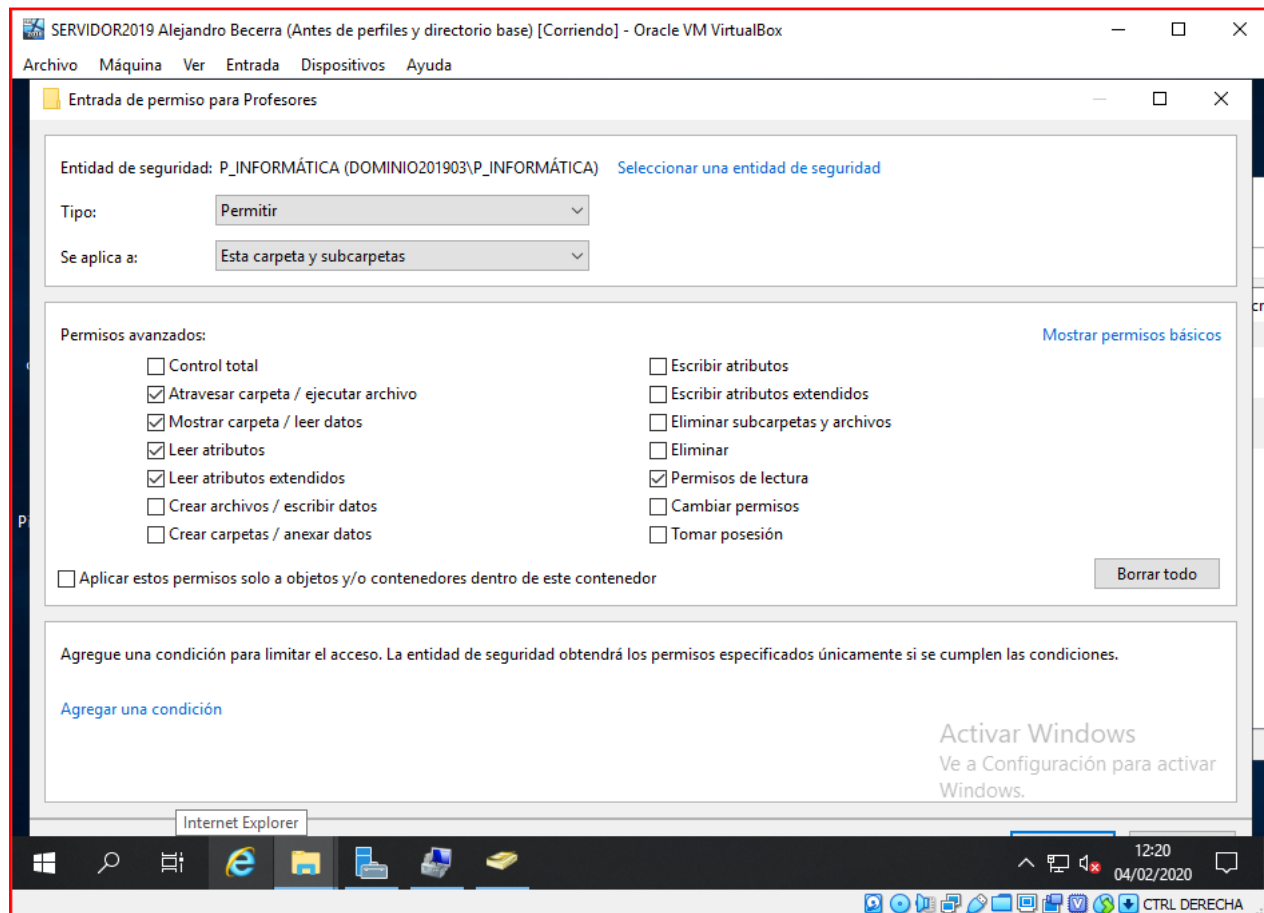 SERVIDOR2019 Alejandro Becerra (Antes de perfiles y directorio base) [Corriendo] - Oracle VM VirtualBox
Archivo Máquina Ver Entrada Dispositivos Ayuda
Entrada de permiso para Profesores
Entidad de seguridad: P_INFORMÁTICA (DOMINIO201903\P_INFORMÁTICA) Seleccionar una entidad de seguridad
Tipo: Permitir
Se aplica a: Esta carpeta y subcarpetas
Permisos avanzados: Mostrar permisos básicos
Control total
Atravesar carpeta / ejecutar archivo
Mostrar carpeta / leer datos
Leer atributos
Leer atributos extendidos
Crear archivos / escribir datos
Crear carpetas / anexar datos
Escribir atributos
Escribir atributos extendidos
Eliminar subcarpetas y archivos
Eliminar
Permisos de lectura
Cambiar permisos
Tomar posesión
Aplicar estos permisos solo a objetos y/o contenedores dentro de este contenedor
Borrar todo
Agregue una condición para limitar el acceso. La entidad de seguridad obtendrá los permisos especificados únicamente si se cumplen las condiciones.
Agregar una condición
Activar Windows
Ve a Configuración para activar
Windows.
Internet Explorer
12:20
04/02/2020
CTRL DERECHA